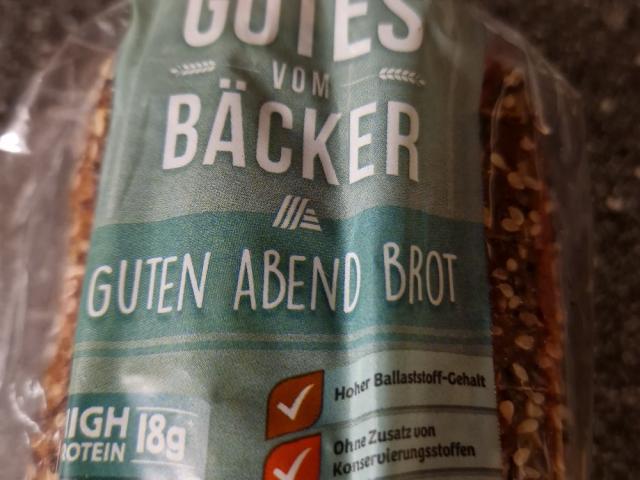 GUTES
VOM
BÄCKER
GUTEN ABEND BROT
Hoher Ballaststoff-Gehalt
HIGH
PROTEIN
18g
Ohne Zusatz von
Konservierungsstoffen